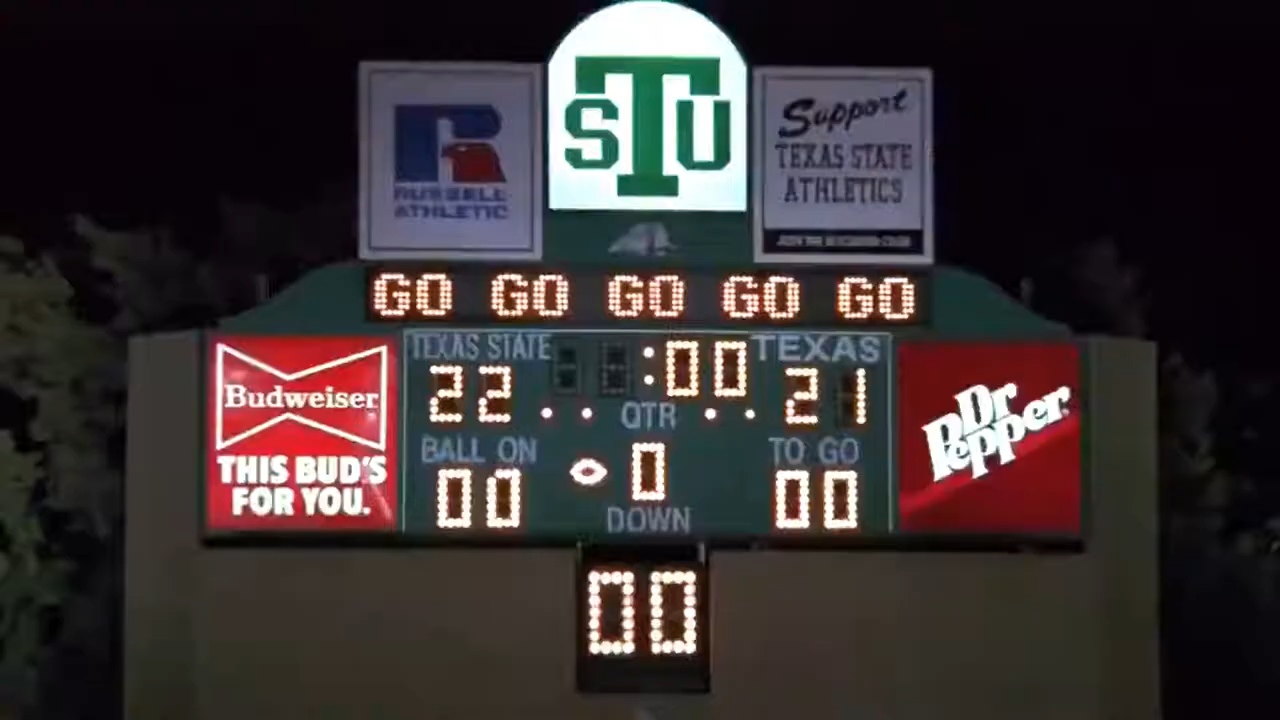 STU
RUSSELL
ATHLETIC
Support
TEXAS STATE
ATHLETICS
GO GO GO GO GO
TEXAS STATE :00 TEXAS
22 QTR 21
BALL ON 0 TO GO
00 DOWN 00
Budweiser
THIS BUD'S
FOR YOU.
Dr
Pepper
00